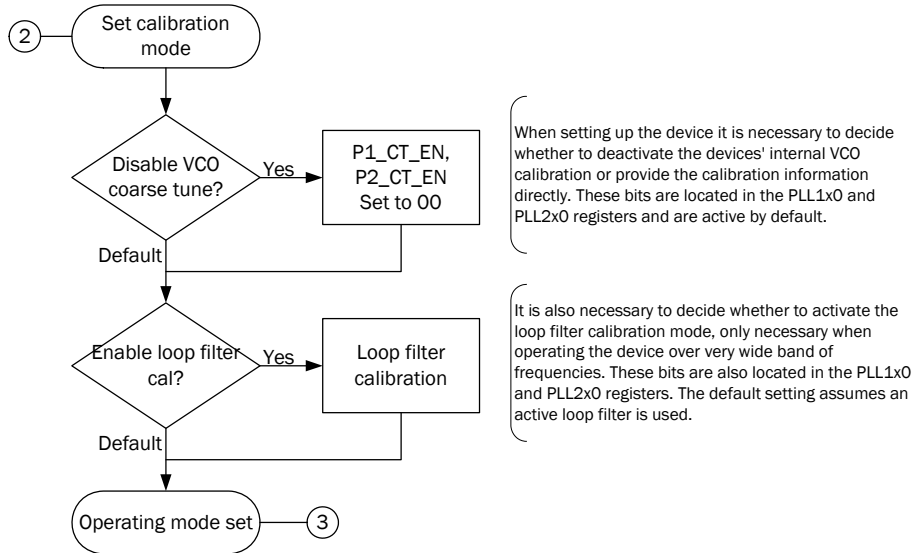 2
Set calibration
mode
Disable VCO
coarse tune?
Yes
P1_CT_EN,
P2_CT_EN
Set to 00
When setting up the device it is necessary to decide
whether to deactivate the devices' internal VCO
calibration or provide the calibration information
directly. These bits are located in the PLL1x0 and
PLL2x0 registers and are active by default.
Default
Enable loop filter
cal?
Yes
Loop filter
calibration
It is also necessary to decide whether to activate the
loop filter calibration mode, only necessary when
operating the device over very wide band of
frequencies. These bits are also located in the PLL1x0
and PLL2x0 registers. The default setting assumes an
active loop filter is used.
Default
Operating mode set
3